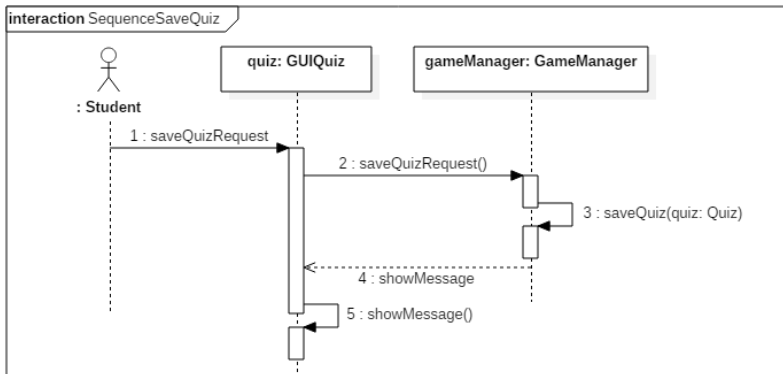 interaction SequenceSaveQuiz
quiz: GUIQuiz
gameManager: GameManager
: Student
1 : saveQuizRequest
2 : saveQuizRequest()
3 : saveQuiz(quiz: Quiz)
4 : showMessage
5 : showMessage()